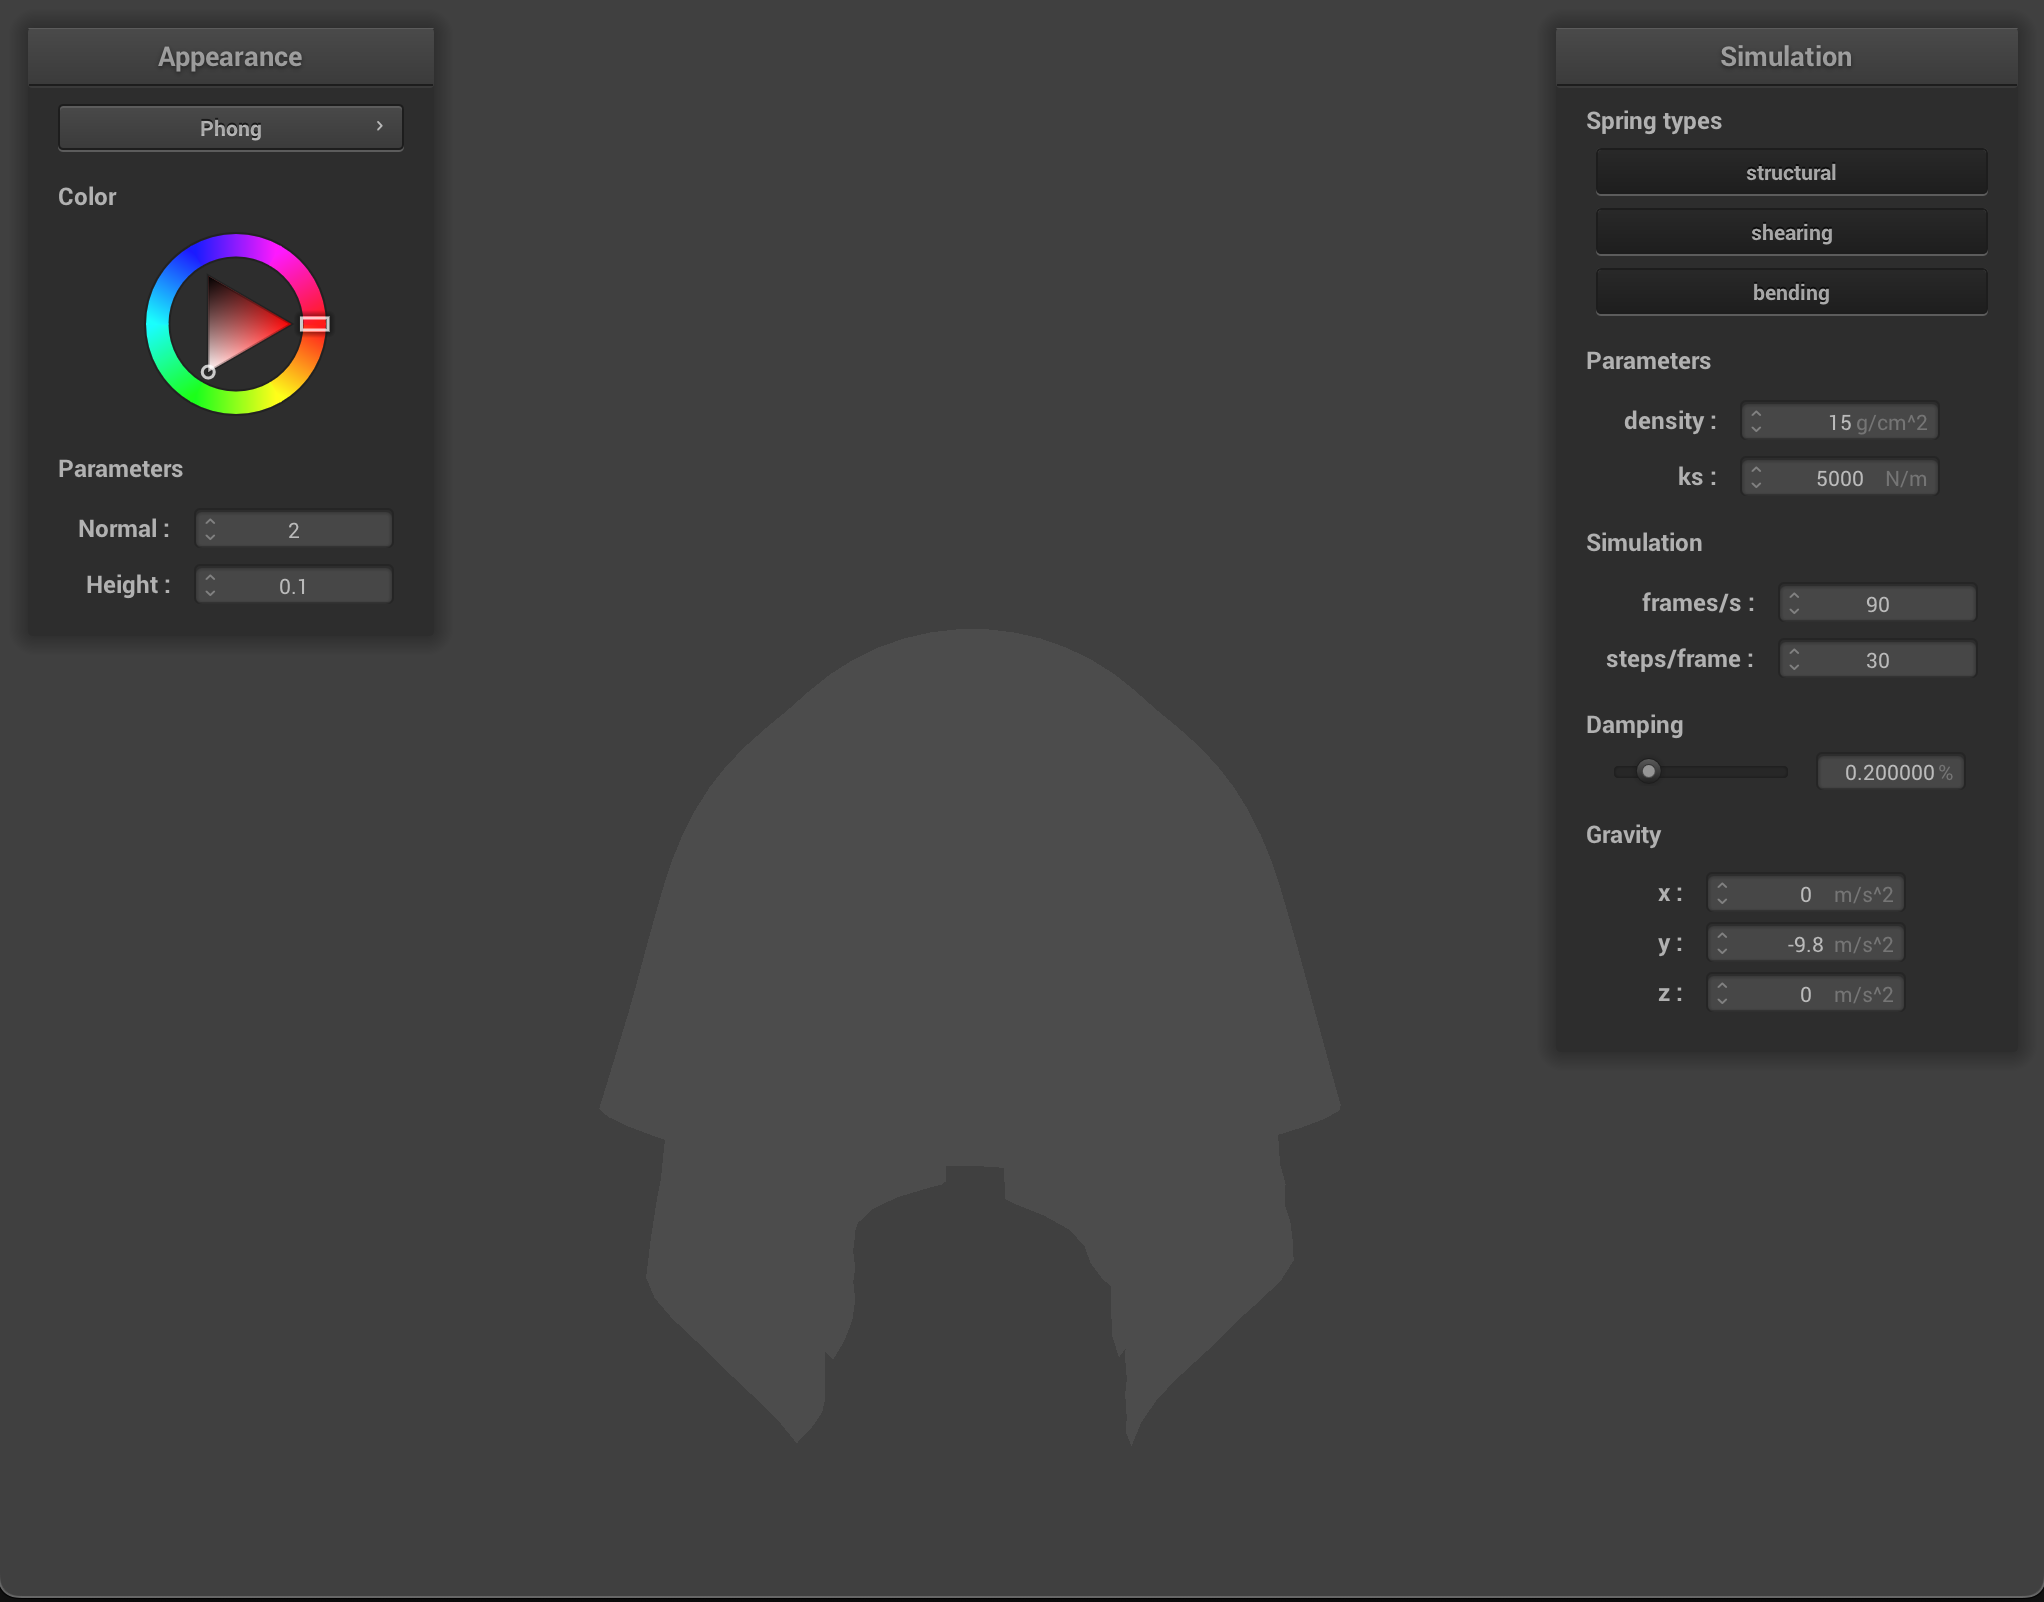 Appearance
Phong
Color
Parameters
Normal : 2
Height : 0.1
Simulation
Spring types
structural
shearing
bending
Parameters
density : 15 g/cm^2
ks : 5000 N/m
Simulation
frames/s : 90
steps/frame : 30
Damping
0.200000 %
Gravity
x : 0 m/s^2
y : -9.8 m/s^2
z : 0 m/s^2